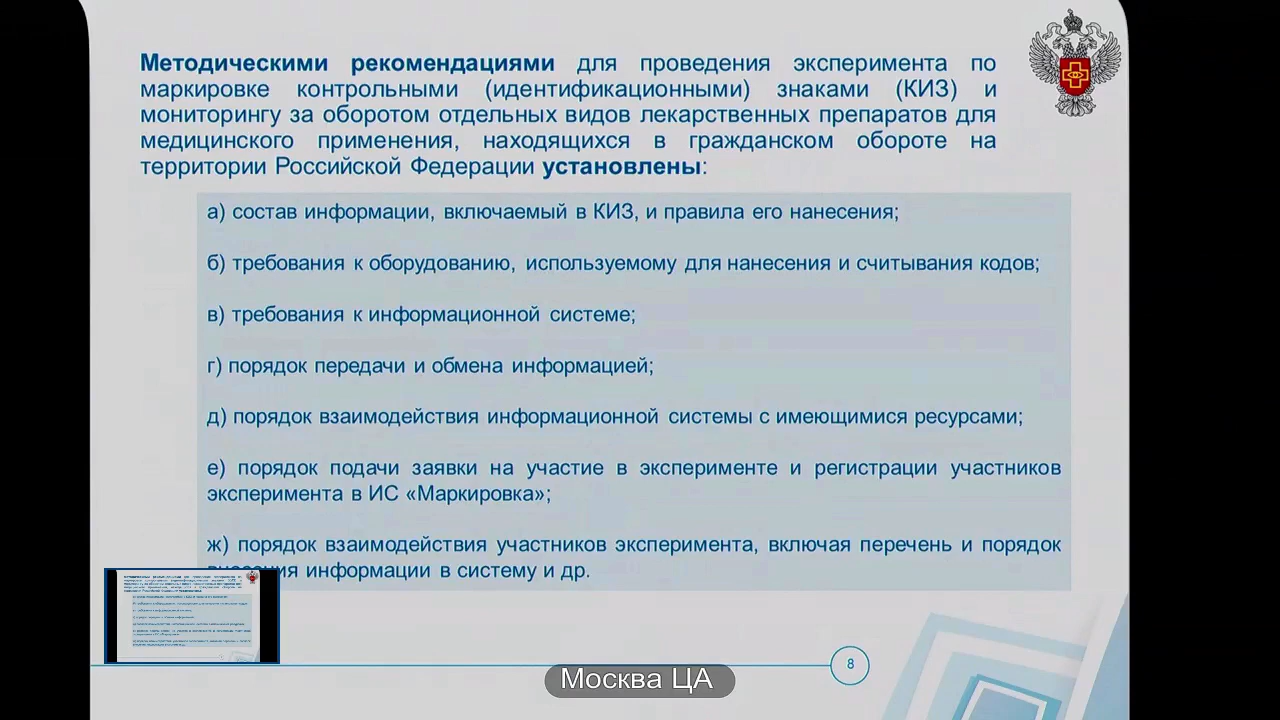 Методическими рекомендациями для проведения эксперимента по
маркировке контрольными (идентификационными) знаками (КИЗ) и
мониторингу за оборотом отдельных видов лекарственных препаратов для
медицинского применения, находящихся в гражданском обороте на
территории Российской Федерации установлены:
а) состав информации, включаемый в КИЗ, и правила его нанесения;
б) требования к оборудованию, используемому для нанесения и считывания кодов;
в) требования к информационной системе;
г) порядок передачи и обмена информацией;
д) порядок взаимодействия информационной системы с имеющимися ресурсами;
е) порядок подачи заявки на участие в эксперименте и регистрации участников
эксперимента в ИС «Маркировка»;
ж) порядок взаимодействия участников эксперимента, включая перечень и порядок
информации в систему и др.
8
Москва ЦА